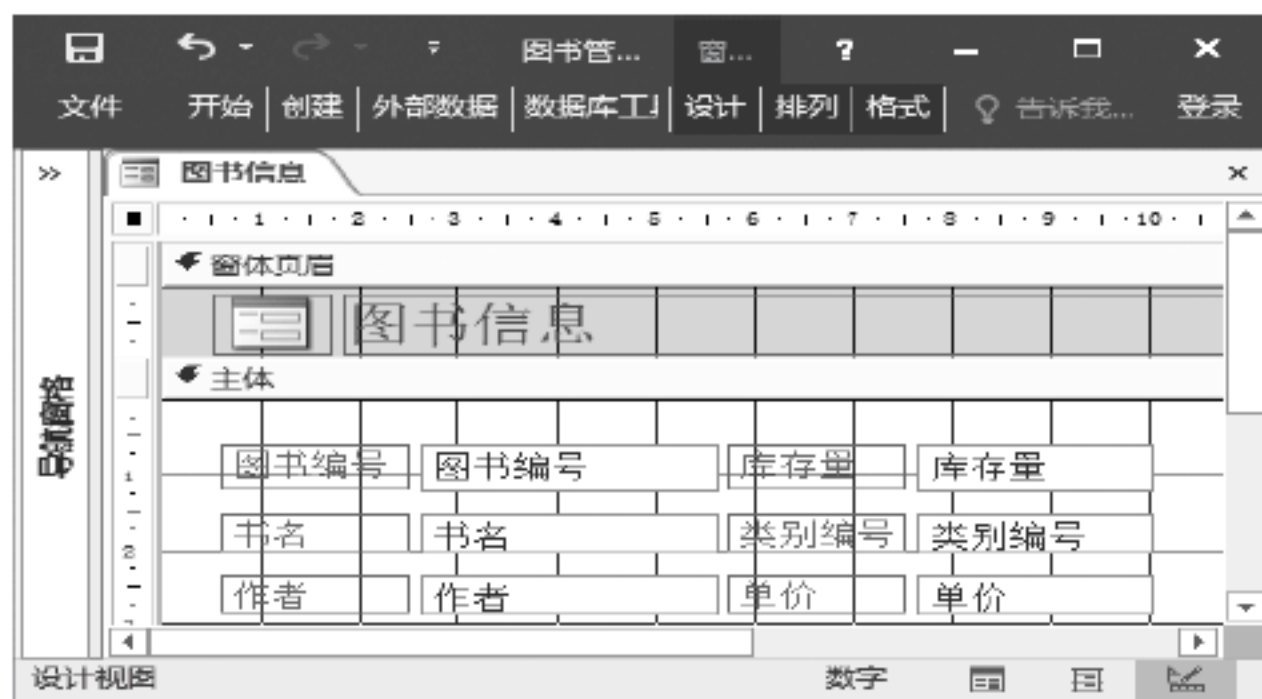 图书管... 窗... ?
文件 开始 创建 外部数据 数据库工具 设计 排列 格式 告诉我... 登录
» 图书信息
1 2 3 4 5 6 7 8 9 10
窗体页眉
图书信息
主体
导航窗格
图书编号 图书编号 库存量 库存量
1
书名 书名 类别编号 类别编号
2
作者 作者 单价 单价
设计视图 数字